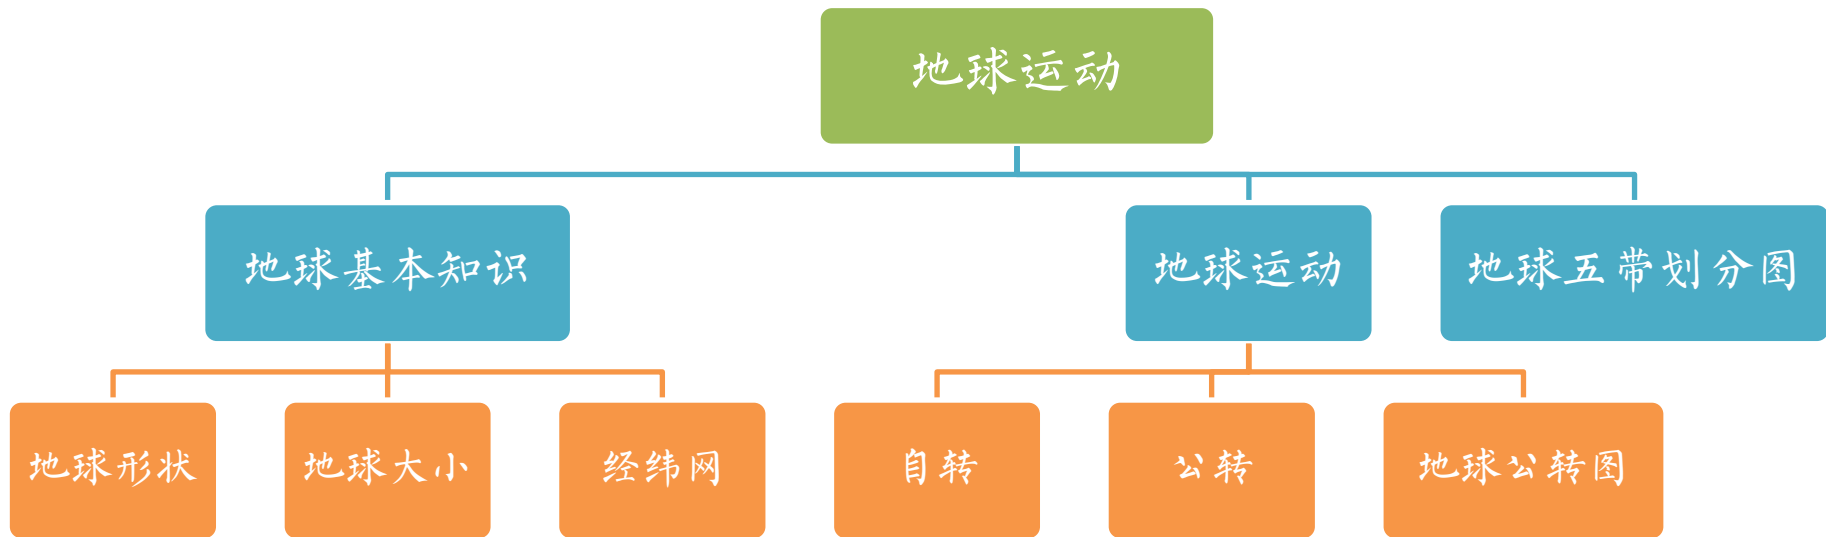 地球运动
地球基本知识
地球运动
地球五带划分图
地球形状
地球大小
经纬网
自转
公转
地球公转图